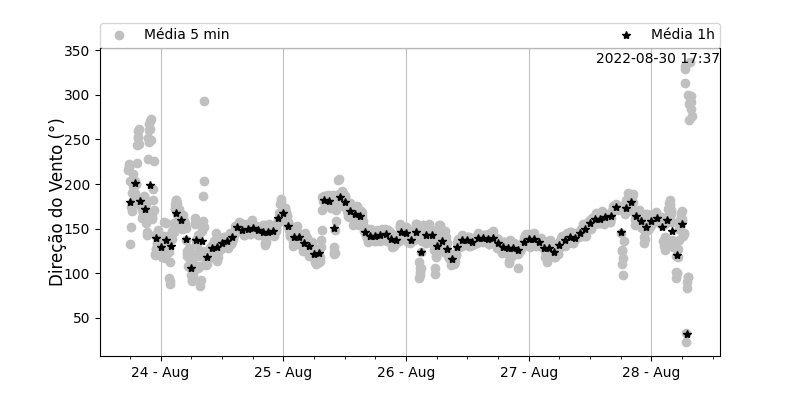 Média 5 min
Média 1h
2022-08-30 17:37
Direção do Vento (°)
350
300
250
200
150
100
50
24 - Aug
25 - Aug
26 - Aug
27 - Aug
28 - Aug